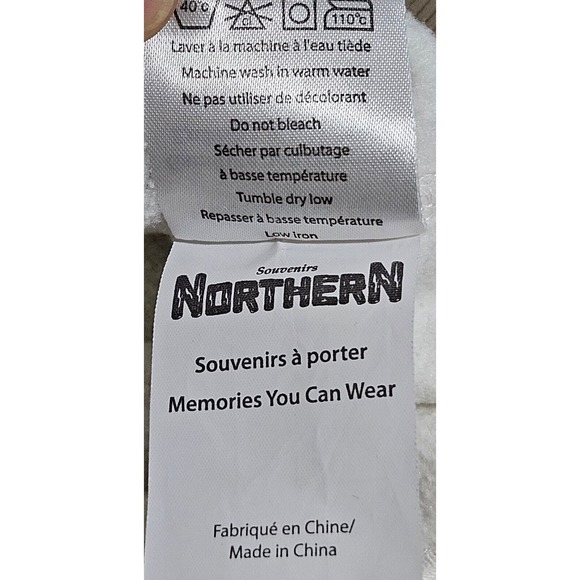 40°C
cl
110°C
Laver à la machine à l'eau tiède
Machine wash in warm water
Ne pas utiliser de décolorant
Do not bleach
Sécher par culbutage
à basse température
Tumble dry low
Repasser à basse température
Low iron
Souvenirs
NORTHERN
Souvenirs à porter
Memories You Can Wear
Fabriqué en Chine/
Made in China